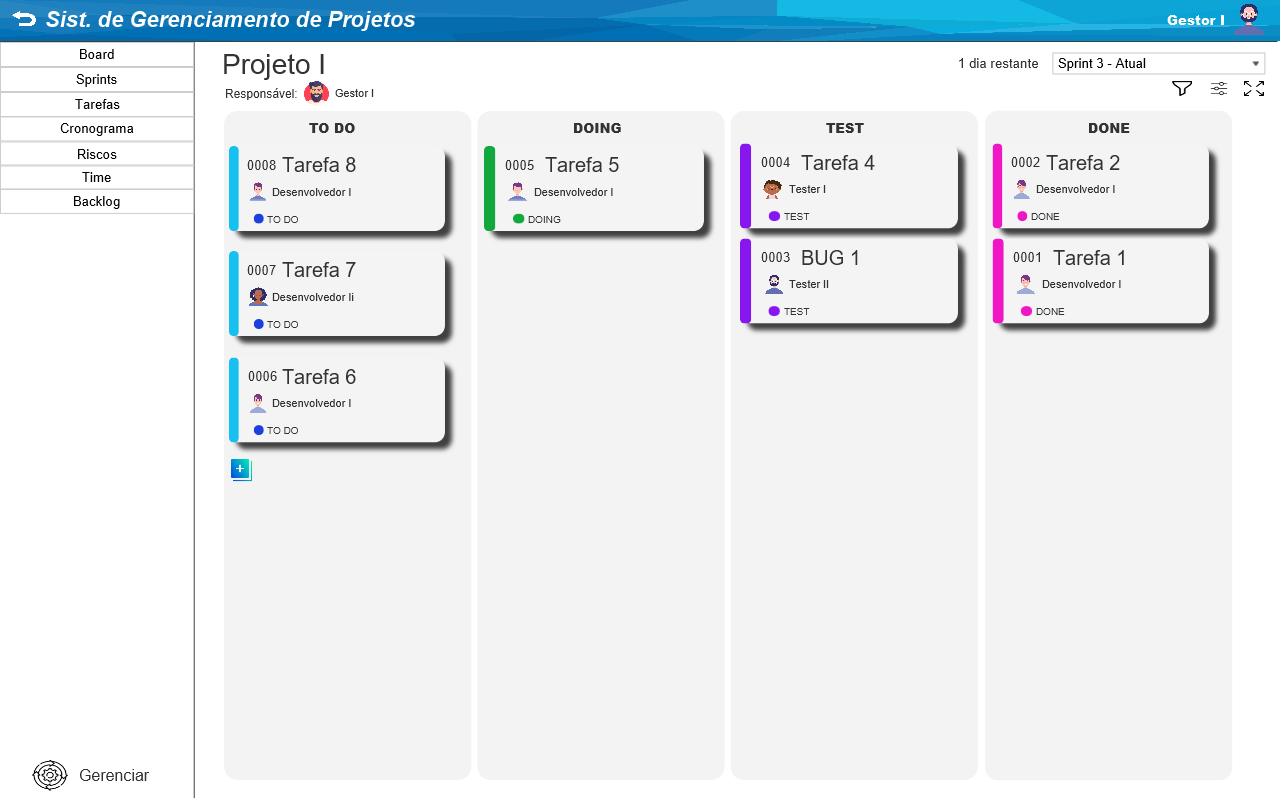 Sist. de Gerenciamento de Projetos
Gestor I
Board
Sprints
Tarefas
Cronograma
Riscos
Time
Backlog
Gerenciar
Projeto I
1 dia restante
Sprint 3 - Atual
Responsável:
Gestor I
TO DO
0008 Tarefa 8
Desenvolvedor I
TO DO
0007 Tarefa 7
Desenvolvedor Ii
TO DO
0006 Tarefa 6
Desenvolvedor I
TO DO
+
DOING
0005 Tarefa 5
Desenvolvedor I
DOING
TEST
0004 Tarefa 4
Tester I
TEST
0003 BUG 1
Tester II
TEST
DONE
0002 Tarefa 2
Desenvolvedor I
DONE
0001 Tarefa 1
Desenvolvedor I
DONE